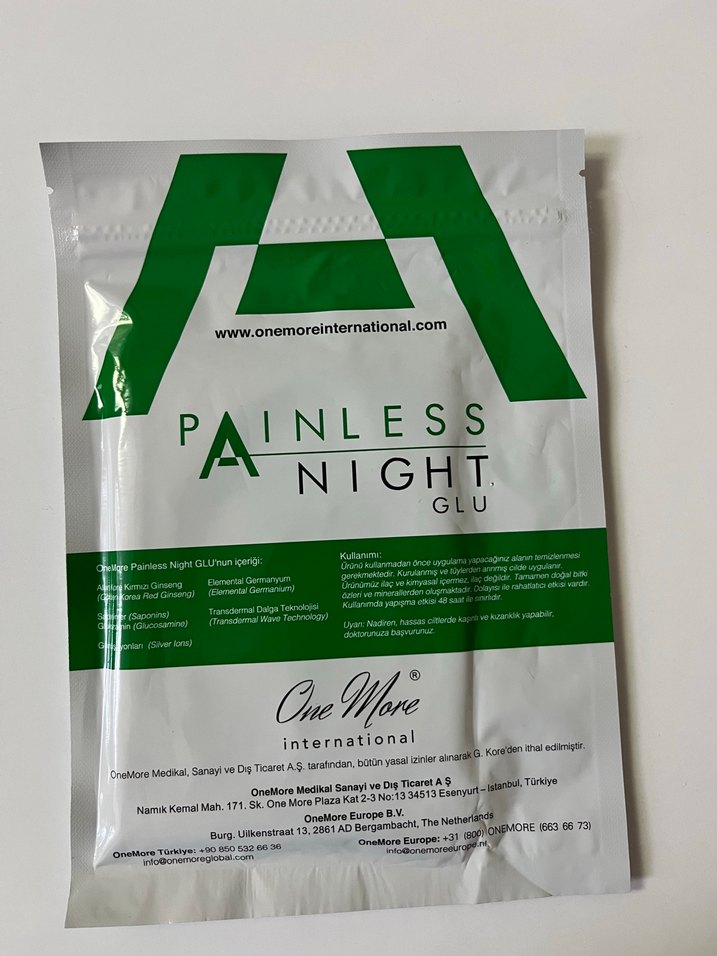 www.onemoreinternational.com
PAINLESS
NIGHT
GLU
OneMore Painless Night GLU'nun içeriği:
Kırmızı Ginseng
Korea Red Ginseng)
(Saponins)
(Glucosamine)
(Silver Ions)
Elemental Germanyum
(Elemental Germanium)
Transdermal Dalga Teknolojisi
(Transdermal Wave Technology)
Kullanımı:
Ürünü kullanmadan önce uygulama yapacağınız alanın temizlenmesi
gerekmektedir. Kurulanmış ve tüylerden arınmış cilde uygulanır.
Ürünümüz ilaç ve kimyasal içermez, ilaç değildir. Tamamen doğal bitki
özleri ve minerallerden oluşmaktadır. Dolayısı ile rahatlatıcı etkisi vardır.
Kullanımda yapışma etkisi 48 saat ile sınırlıdır.
Uyarı: Nadiren, hassas ciltlerde kaşıntı ve kızarıklık yapabilir,
doktorunuza başvurunuz.
One More ®
international
OneMore Medikal, Sanayi ve Dış Ticaret A.Ş. tarafından, bütün yasal izinler alınarak G. Kore'den ithal edilmiştir.
OneMore Medikal Sanayi ve Dış Ticaret A Ş
Namık Kemal Mah. 171. Sk. One More Plaza Kat 2-3 No:13 34513 Esenyurt – Istanbul, Türkiye
OneMore Europe B.V.
Burg. Uilkenstraat 13, 2861 AD Bergambacht, The Netherlands
OneMore Türkiye: +90 850 532 66 36
info@onemoreglobal.com
OneMore Europe: +31 (800) ONEMORE (663 66 73)
info@onemoreeurope.nl